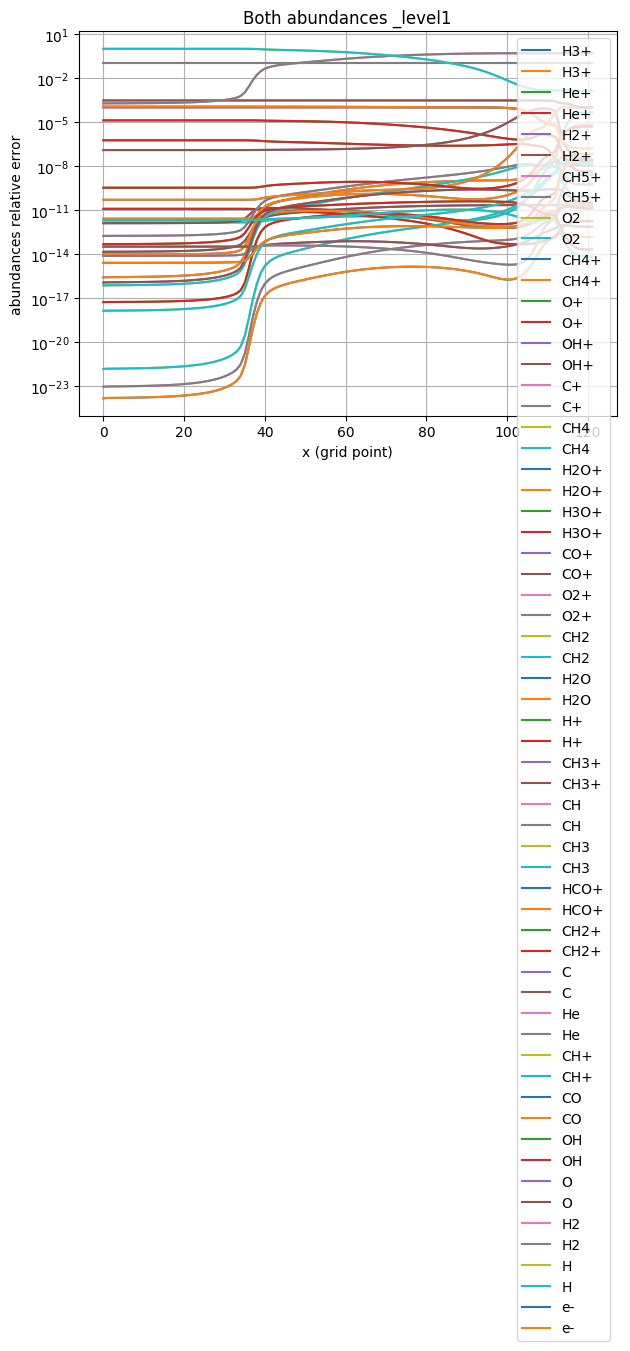 Both abundances _level1
10^1
10^-2
10^-5
10^-8
10^-11
10^-14
10^-17
10^-20
10^-23
abundances relative error
0 20 40 60 80 100 120
x (grid point)
H3+
H3+
He+
He+
H2+
H2+
CH5+
CH5+
O2
O2
CH4+
CH4+
O+
O+
OH+
OH+
C+
C+
CH4
CH4
H2O+
H2O+
H3O+
H3O+
CO+
CO+
O2+
O2+
CH2
CH2
H2O
H2O
H+
H+
CH3+
CH3+
CH
CH
CH3
CH3
HCO+
HCO+
CH2+
CH2+
C
C
He
He
CH+
CH+
CO
CO
OH
OH
O
O
H2
H2
H
H
e-
e-